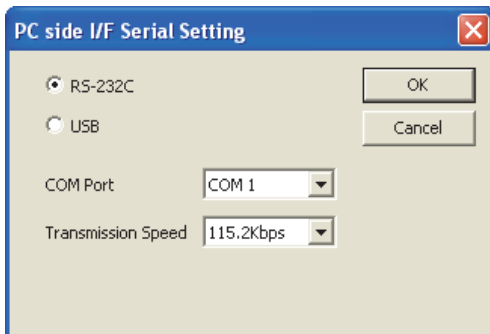 PC side I/F Serial Setting
RS-232C
OK
USB
Cancel
COM Port
COM 1
Transmission Speed
115.2Kbps